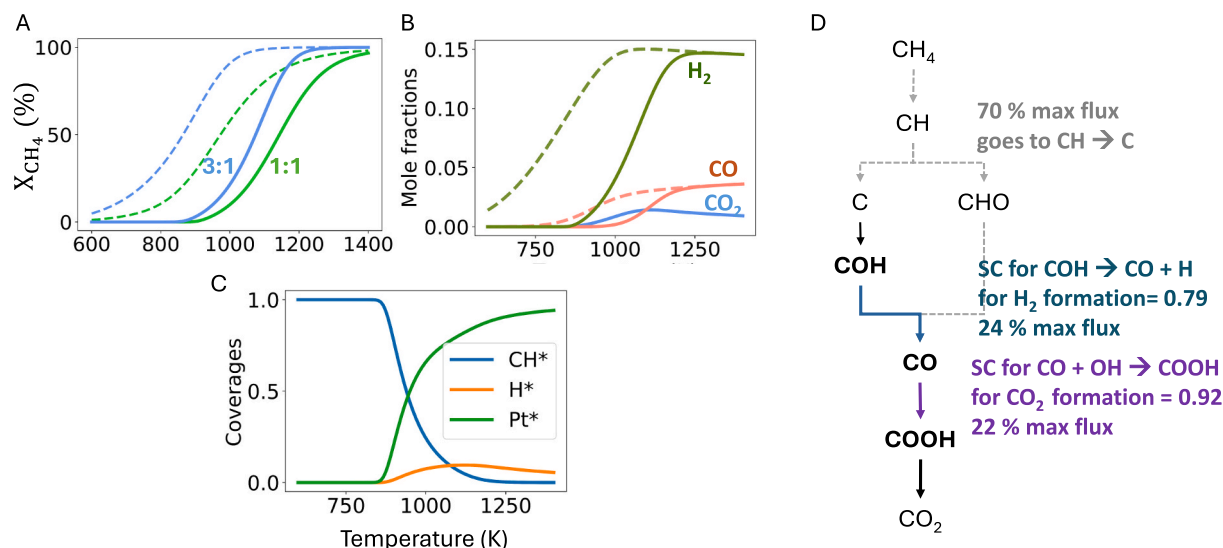 A
X_CH₄ (%)
100
50
0
3:1
1:1
600
800
1000
1200
1400
B
Mole fractions
0.15
0.10
0.05
0.00
H₂
CO
CO₂
750
1000
1250
C
Coverages
1.0
0.5
0.0
CH*
H*
Pt*
750
1000
1250
Temperature (K)
D
CH₄
CH
70 % max flux
goes to CH → C
C
CHO
COH
SC for COH → CO + H
for H₂ formation= 0.79
24 % max flux
CO
SC for CO + OH → COOH
for CO₂ formation = 0.92
22 % max flux
COOH
CO₂